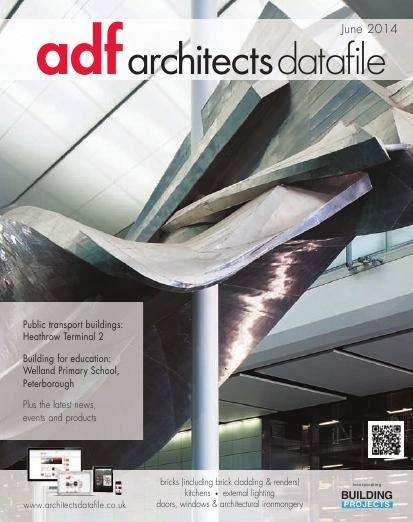 June 2014
adf architects datafile
Public transport buildings:
Heathrow Terminal 2
Building for education:
Welland Primary School,
Peterborough
Plus the latest news,
events and products
www.architectsdatafile.co.uk
bricks (including brick cladding & renders)
kitchens • external lighting
doors, windows & architectural ironmongery
incorporating
BUILDING
PROJECTS